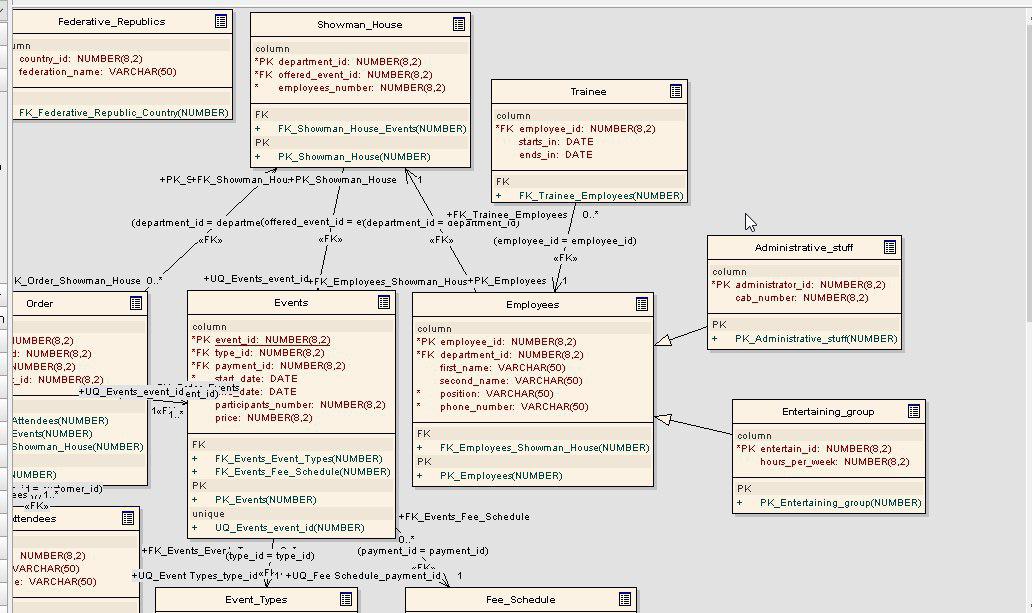 Federative_Republics
country_id: NUMBER(8,2)
federation_name: VARCHAR(50)
FK_Federative_Republic_Country(NUMBER)
Showman_House
column
*PK department_id: NUMBER(8,2)
*FK offered_event_id: NUMBER(8,2)
* employees_number: NUMBER(8,2)
FK
+ FK_Showman_House_Events(NUMBER)
PK
+ PK_Showman_House(NUMBER)
Trainee
column
*FK employee_id: NUMBER(8,2)
starts_in: DATE
ends_in: DATE
FK
+ FK_Trainee_Employees(NUMBER)
+PK_S+FK_Showman_Hou+PK_Showman_House 1
+FK_Trainee_Employees 0..*
(department_id = departme(offered_event_id = e(department_id = department_id)
«FK» «FK» «FK»
(employee_id = employee_id)
«FK»
K_Order_Showman_House 0..*
+UQ_Events_event_id
+FK_Employees_Showman_Hous+PK_Employees 1
Administrative_stuff
column
*PK administrator_id: NUMBER(8,2)
cab_number: NUMBER(8,2)
PK
+ PK_Administrative_stuff(NUMBER)
Order
NUMBER(8,2)
d: NUMBER(8,2)
NUMBER(8,2)
_id: NUMBER(8,2)
Attendees(NUMBER)
Events(NUMBER)
Showman_House(NUMBER)
NUMBER)
+UQ_Events_event_id
ent_id)
1«F
1..*
Events
column
*PK event_id: NUMBER(8,2)
*FK type_id: NUMBER(8,2)
*FK payment_id: NUMBER(8,2)
* start_date: DATE
date: DATE
participants_number: NUMBER(8,2)
price: NUMBER(8,2)
FK
+ FK_Events_Event_Types(NUMBER)
+ FK_Events_Fee_Schedule(NUMBER)
PK
+ PK_Events(NUMBER)
unique
+ UQ_Events_event_id(NUMBER)
Employees
column
*PK employee_id: NUMBER(8,2)
*FK department_id: NUMBER(8,2)
first_name: VARCHAR(50)
second_name: VARCHAR(50)
* position: VARCHAR(50)
* phone_number: NUMBER(8,2)
FK
+ FK_Employees_Showman_House(NUMBER)
PK
+ PK_Employees(NUMBER)
Entertaining_group
column
*PK entertain_id: NUMBER(8,2)
hours_per_week: NUMBER(8,2)
PK
+ PK_Entertaining_group(NUMBER)
«FK»
ttendees
NUMBER(8,2)
VARCHAR(50)
e: VARCHAR(50)
+FK_Events_Fee_Schedule
0..*
(type_id = type_id)
(payment_id = payment_id)
+UQ_Event Types_type_id «F 1 +UQ_Fee Schedule_payment_id 1
Event_Types
Fee_Schedule